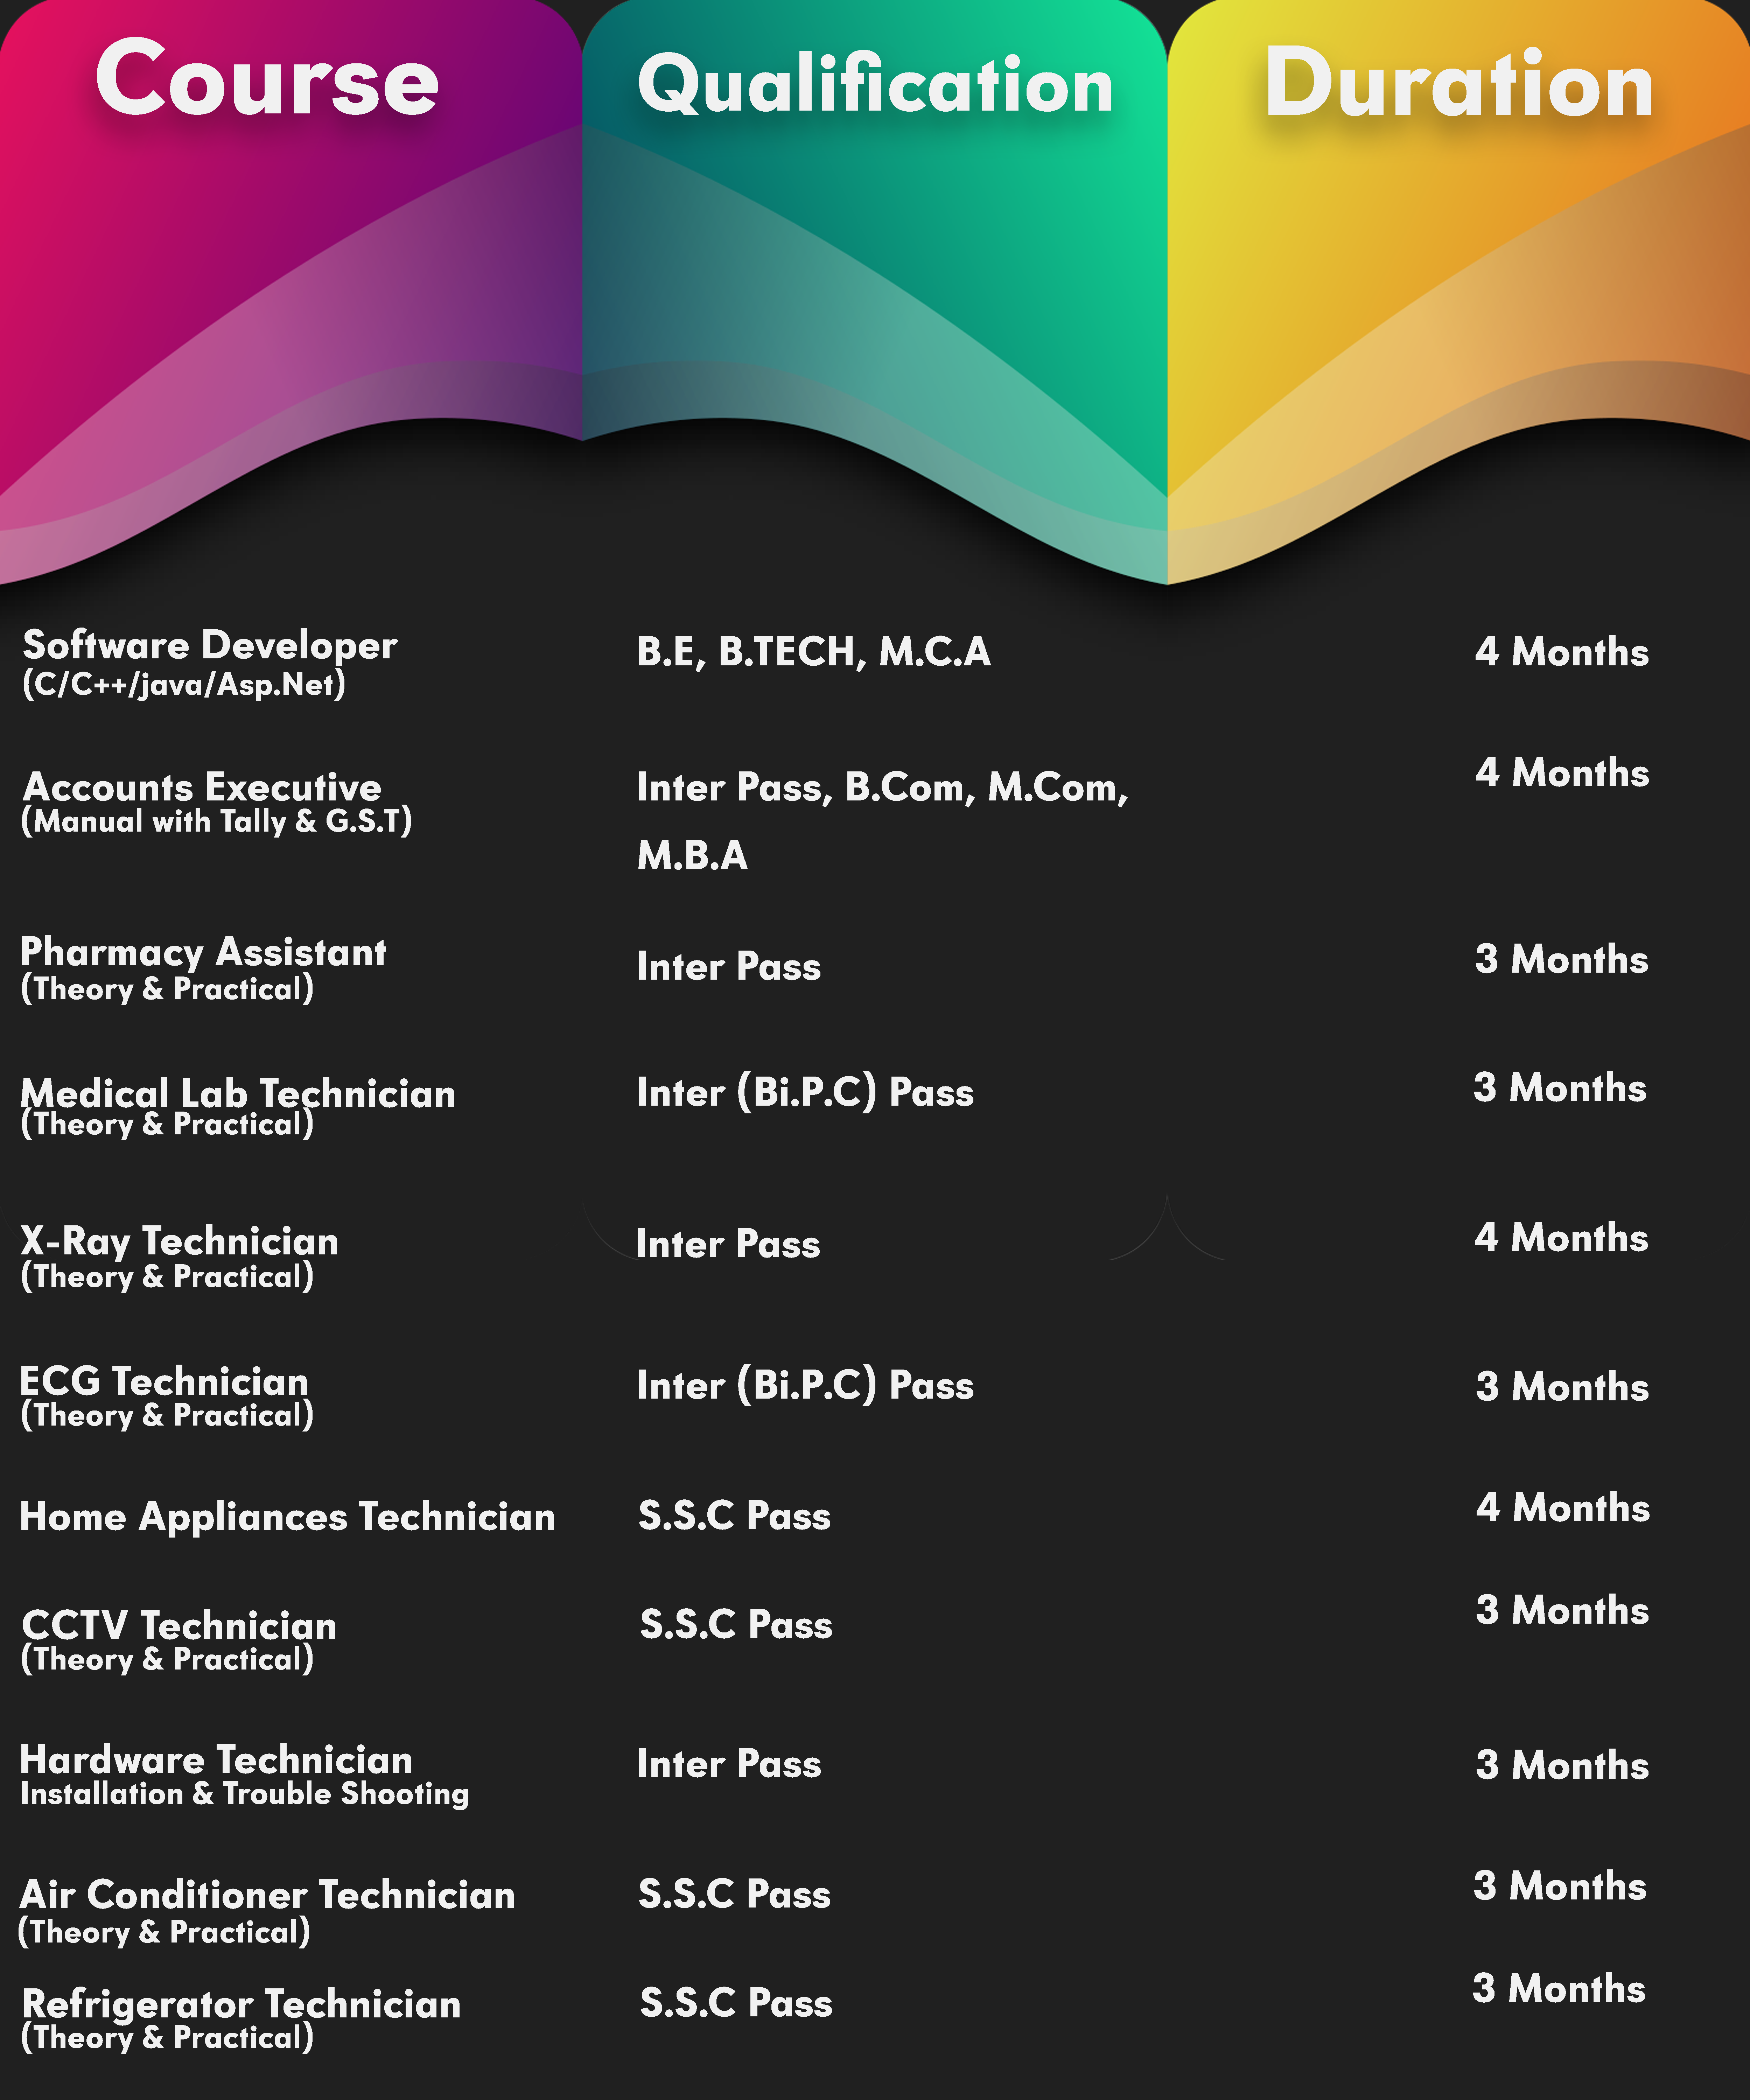 Course Qualification Duration
Software Developer B.E, B.TECH, M.C.A 4 Months
(C/C++/java/Asp.Net)
Accounts Executive Inter Pass, B.Com, M.Com, 4 Months
(Manual with Tally & G.S.T)
M.B.A
Pharmacy Assistant Inter Pass 3 Months
(Theory & Practical)
Medical Lab Technician Inter (Bi.P.C) Pass 3 Months
(Theory & Practical)
X-Ray Technician Inter Pass 4 Months
(Theory & Practical)
ECG Technician Inter (Bi.P.C) Pass 3 Months
(Theory & Practical)
Home Appliances Technician S.S.C Pass 4 Months
CCTV Technician S.S.C Pass 3 Months
(Theory & Practical)
Hardware Technician Inter Pass 3 Months
Installation & Trouble Shooting
Air Conditioner Technician S.S.C Pass 3 Months
(Theory & Practical)
Refrigerator Technician S.S.C Pass 3 Months
(Theory & Practical)